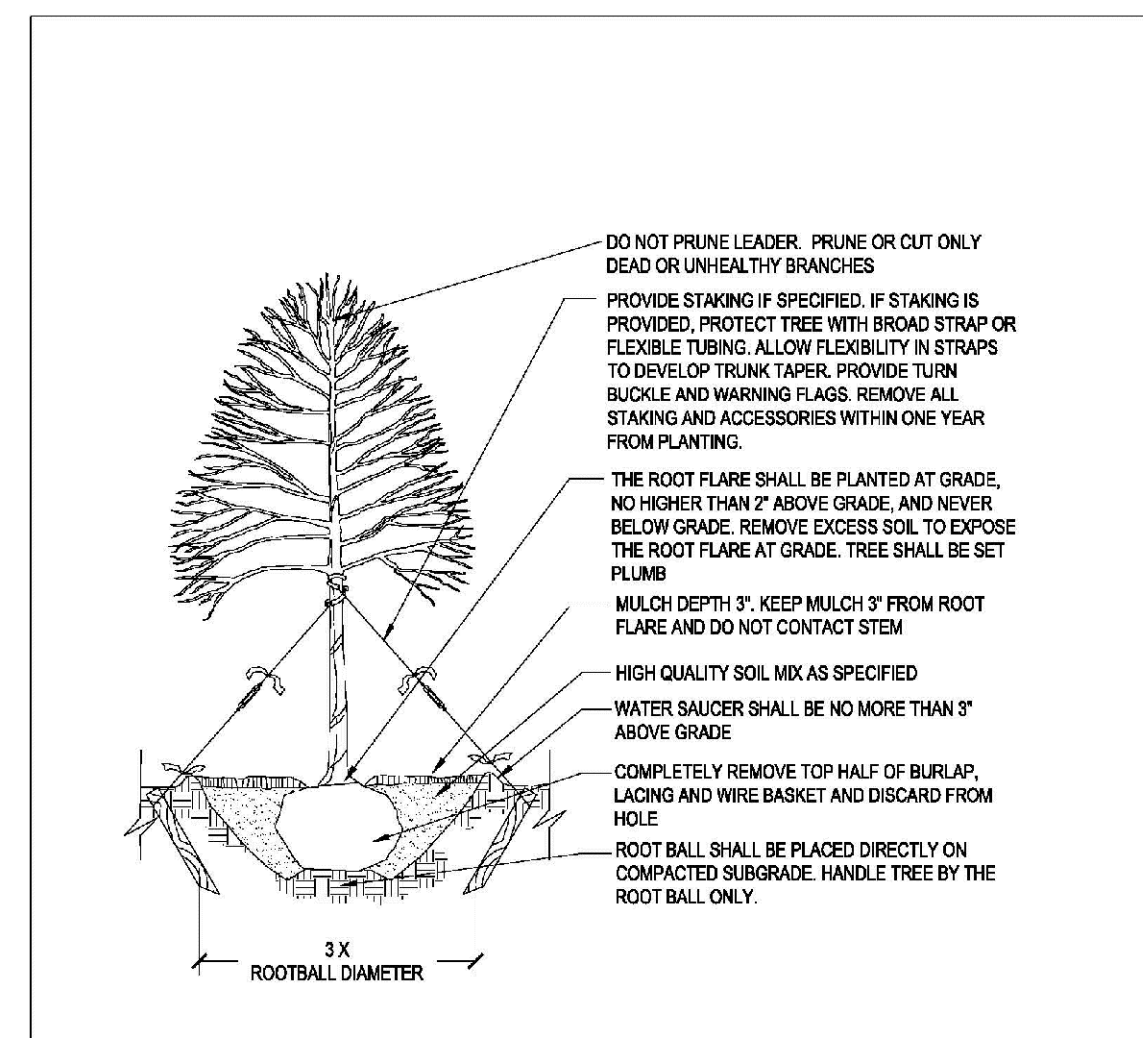 DO NOT PRUNE LEADER. PRUNE OR CUT ONLY
DEAD OR UNHEALTHY BRANCHES
PROVIDE STAKING IF SPECIFIED. IF STAKING IS
PROVIDED, PROTECT TREE WITH BROAD STRAP OR
FLEXIBLE TUBING. ALLOW FLEXIBILITY IN STRAPS
TO DEVELOP TRUNK TAPER. PROVIDE TURN
BUCKLE AND WARNING FLAGS. REMOVE ALL
STAKING AND ACCESSORIES WITHIN ONE YEAR
FROM PLANTING.
THE ROOT FLARE SHALL BE PLANTED AT GRADE,
NO HIGHER THAN 2" ABOVE GRADE, AND NEVER
BELOW GRADE. REMOVE EXCESS SOIL TO EXPOSE
THE ROOT FLARE AT GRADE. TREE SHALL BE SET
PLUMB
MULCH DEPTH 3". KEEP MULCH 3" FROM ROOT
FLARE AND DO NOT CONTACT STEM
HIGH QUALITY SOIL MIX AS SPECIFIED
WATER SAUCER SHALL BE NO MORE THAN 3"
ABOVE GRADE
COMPLETELY REMOVE TOP HALF OF BURLAP,
LACING AND WIRE BASKET AND DISCARD FROM
HOLE
ROOT BALL SHALL BE PLACED DIRECTLY ON
COMPACTED SUBGRADE. HANDLE TREE BY THE
ROOT BALL ONLY.
3 X
ROOTBALL DIAMETER